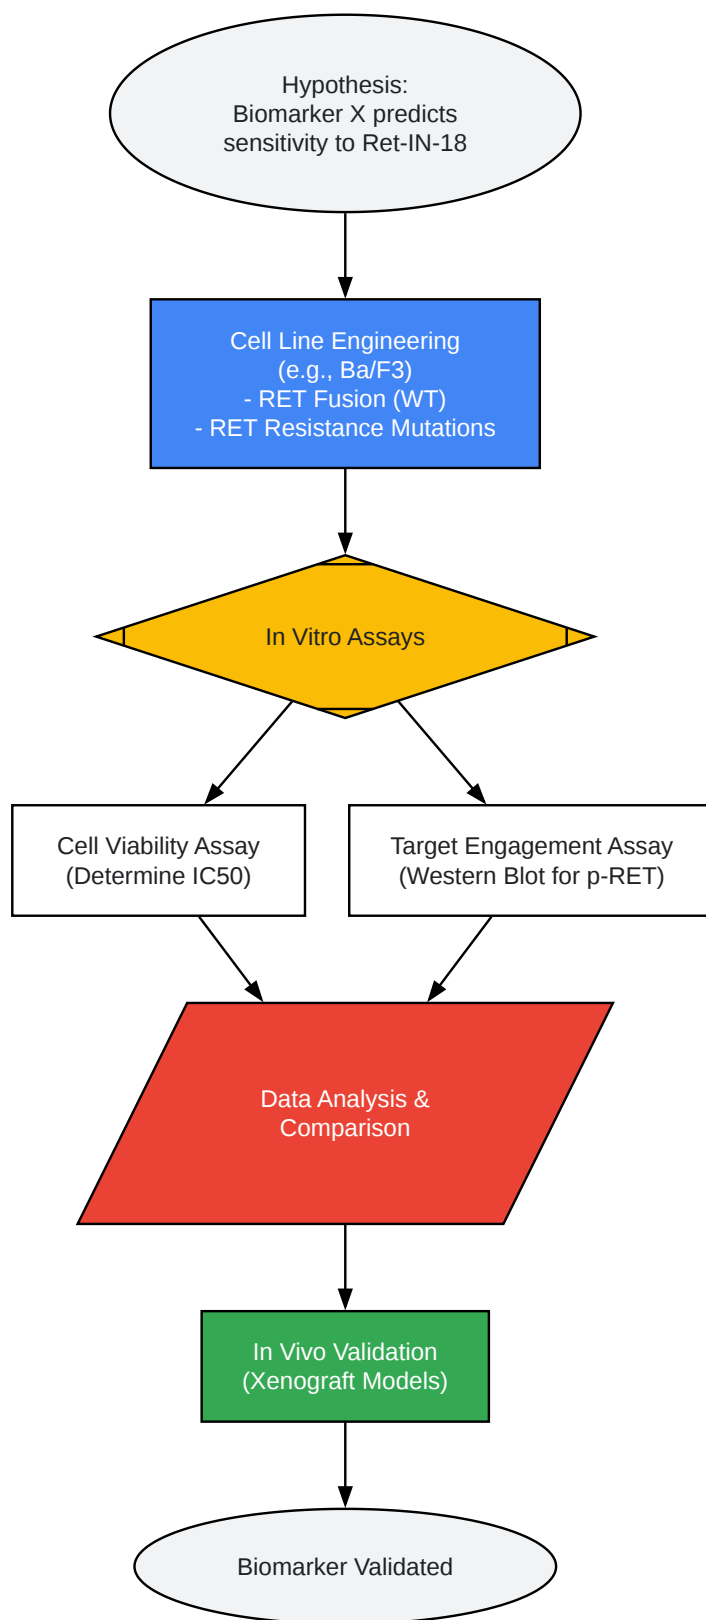 Hypothesis:
Biomarker X predicts
sensitivity to Ret-IN-18
Cell Line Engineering
(e.g., Ba/F3)
- RET Fusion (WT)
- RET Resistance Mutations
In Vitro Assays
Cell Viability Assay
(Determine IC50)
Target Engagement Assay
(Western Blot for p-RET)
Data Analysis &
Comparison
In Vivo Validation
(Xenograft Models)
Biomarker Validated